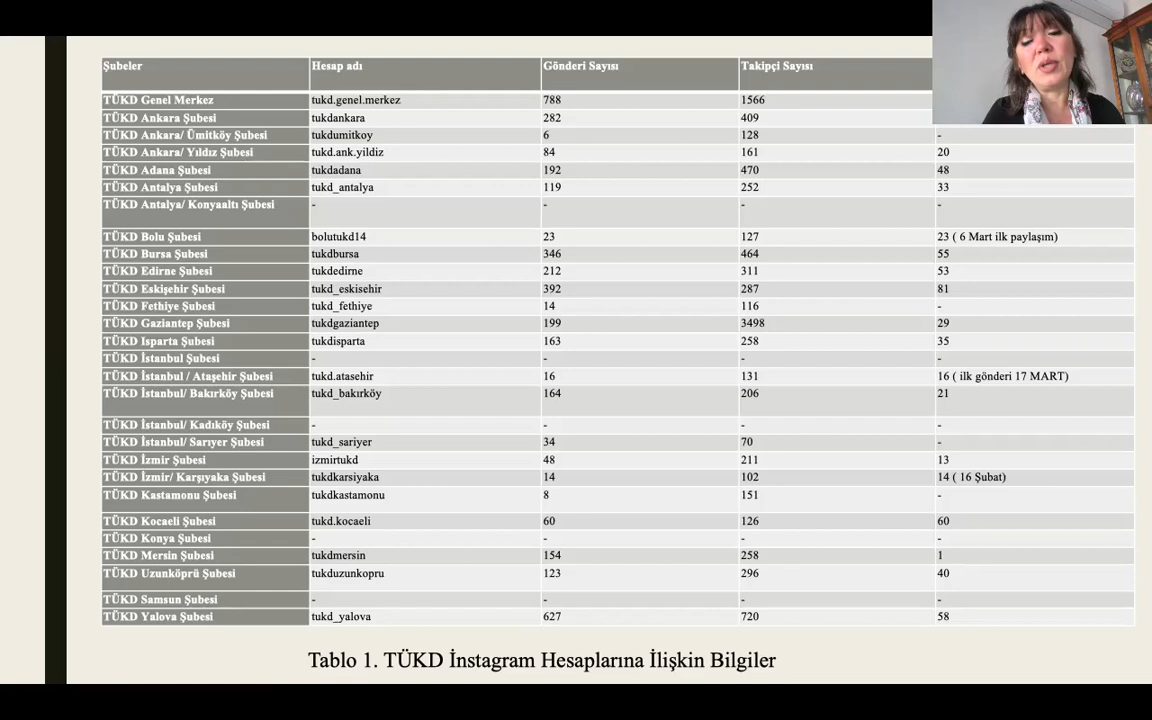 Şubeler Hesap adı Gönderi Sayısı Takipçi Sayısı
TÜKD Genel Merkez tukd.genel.merkez 788 1566
TÜKD Ankara Şubesi tukdankara 282 409
TÜKD Ankara/ Ümitköy Şubesi tukdumitkoy 6 128 -
TÜKD Ankara/ Yıldız Şubesi tukd.ank.yildiz 84 161 20
TÜKD Adana Şubesi tukdadana 192 470 48
TÜKD Antalya Şubesi tukd_antalya 119 252 33
TÜKD Antalya/ Konyaaltı Şubesi - - - -
TÜKD Bolu Şubesi bolutukd14 23 127 23 ( 6 Mart ilk paylaşım)
TÜKD Bursa Şubesi tukdbursa 346 464 55
TÜKD Edirne Şubesi tukdedirne 212 311 53
TÜKD Eskişehir Şubesi tukd_eskisehir 392 287 81
TÜKD Fethiye Şubesi tukd_fethiye 14 116 -
TÜKD Gaziantep Şubesi tukdgaziantep 199 3498 29
TÜKD Isparta Şubesi tukdisparta 163 258 35
TÜKD İstanbul Şubesi - - - -
TÜKD İstanbul / Ataşehir Şubesi tukd.atasehir 16 131 16 ( ilk gönderi 17 MART)
TÜKD İstanbul/ Bakırköy Şubesi tukd_bakırköy 164 206 21
TÜKD İstanbul/ Kadıköy Şubesi - - - -
TÜKD İstanbul/ Sarıyer Şubesi tukd_sariyer 34 70 -
TÜKD İzmir Şubesi izmirtukd 48 211 13
TÜKD İzmir/ Karşıyaka Şubesi tukdkarsiyaka 14 102 14 ( 16 Şubat)
TÜKD Kastamonu Şubesi tukdkastamonu 8 151 -
TÜKD Kocaeli Şubesi tukd.kocaeli 60 126 60
TÜKD Konya Şubesi - - - -
TÜKD Mersin Şubesi tukdmersin 154 258 1
TÜKD Uzunköprü Şubesi tukduzunkopru 123 296 40
TÜKD Samsun Şubesi - - - -
TÜKD Yalova Şubesi tukd_yalova 627 720 58
Tablo 1. TÜKD İnstagram Hesaplarına İlişkin Bilgiler